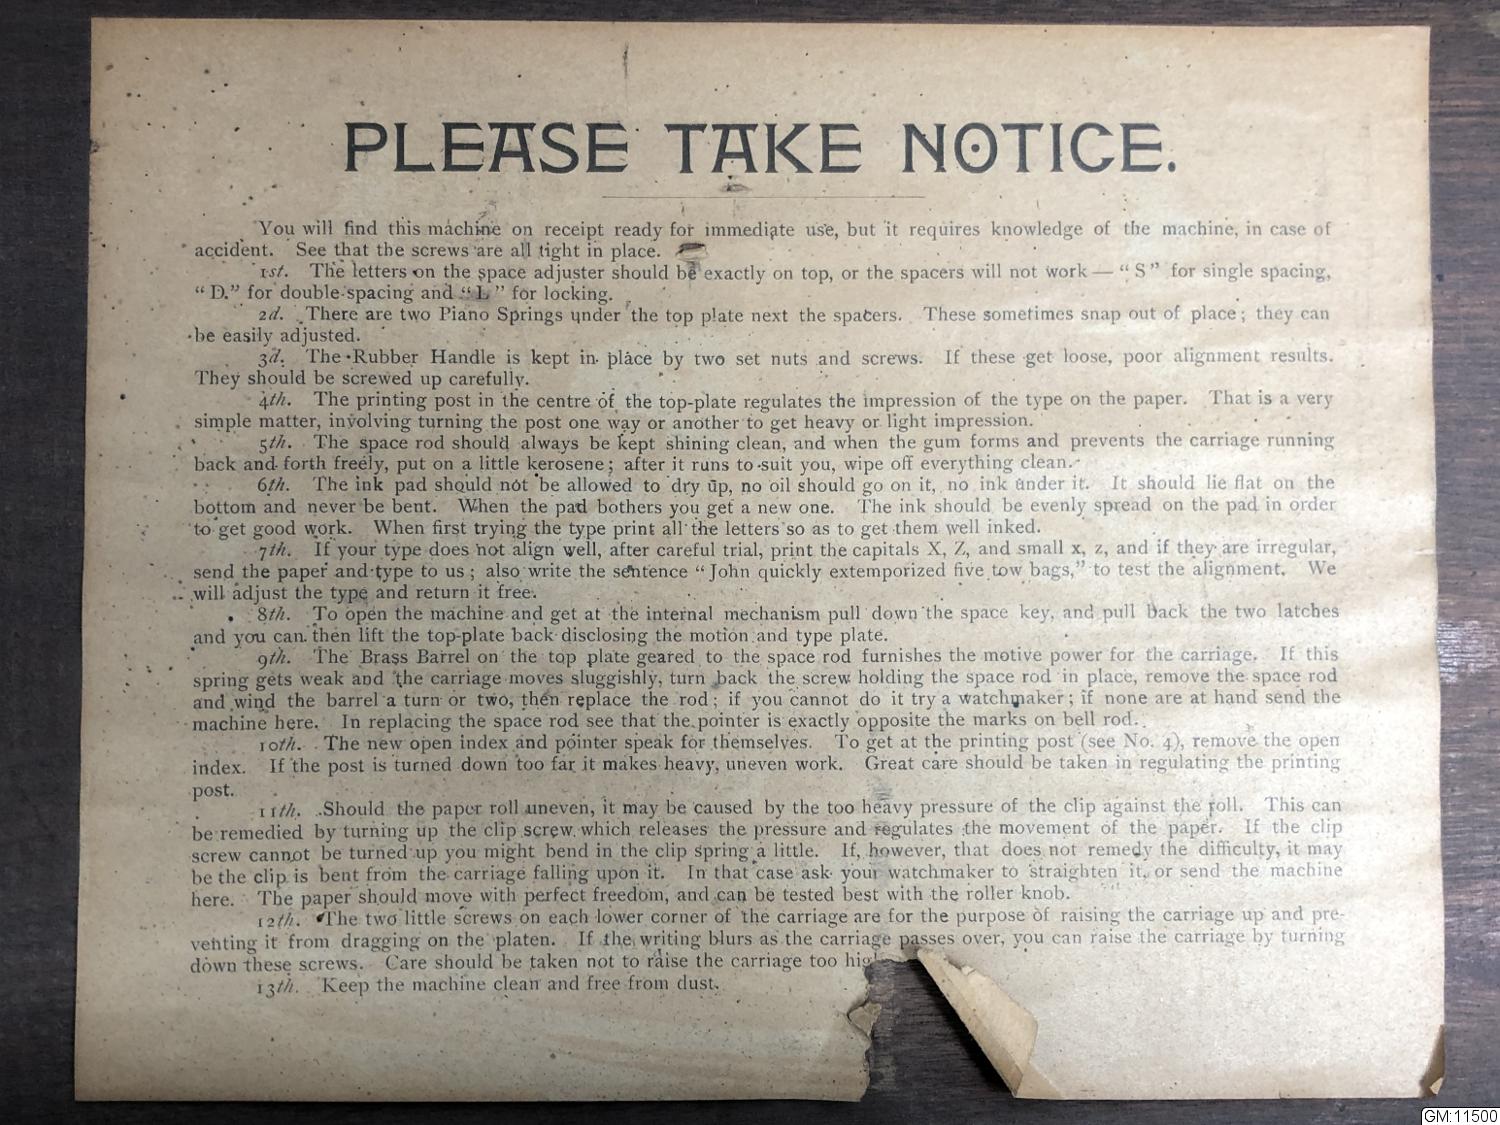 PLEASE TAKE NOTICE.
You will find this machine on receipt ready for immediate use, but it requires knowledge of the machine, in case of
accident. See that the screws are all tight in place.
1st. The letters on the space adjuster should be exactly on top, or the spacers will not work — “ S ” for single spacing,
“ D.” for double spacing and “ L ” for locking.
2d. There are two Piano Springs under the top plate next the spacers. These sometimes snap out of place ; they can
be easily adjusted.
3d. The Rubber Handle is kept in place by two set nuts and screws. If these get loose, poor alignment results.
They should be screwed up carefully.
4th. The printing post in the centre of the top-plate regulates the impression of the type on the paper. That is a very
simple matter, involving turning the post one way or another to get heavy or light impression.
5th. The space rod should always be kept shining clean, and when the gum forms and prevents the carriage running
back and forth freely, put on a little kerosene ; after it runs to suit you, wipe off everything clean.
6th. The ink pad should not be allowed to dry up, no oil should go on it, no ink under it. It should lie flat on the
bottom and never be bent. When the pad bothers you get a new one. The ink should be evenly spread on the pad in order
to get good work. When first trying the type print all the letters so as to get them well inked.
7th. If your type does not align well, after careful trial, print the capitals X, Z, and small x, z, and if they are irregular,
send the paper and type to us ; also write the sentence “ John quickly extemporized five tow bags,” to test the alignment. We
will adjust the type and return it free.
8th. To open the machine and get at the internal mechanism pull down the space key, and pull back the two latches
and you can then lift the top-plate back disclosing the motion and type plate.
9th. The Brass Barrel on the top plate geared to the space rod furnishes the motive power for the carriage. If this
spring gets weak and the carriage moves sluggishly, turn back the screw holding the space rod in place, remove the space rod
and wind the barrel a turn or two, then replace the rod ; if you cannot do it try a watchmaker ; if none are at hand send the
machine here. In replacing the space rod see that the pointer is exactly opposite the marks on bell rod.
10th. The new open index and pointer speak for themselves. To get at the printing post (see No. 4), remove the open
index. If the post is turned down too far it makes heavy, uneven work. Great care should be taken in regulating the printing
post.
11th. Should the paper roll uneven, it may be caused by the too heavy pressure of the clip against the roll. This can
be remedied by turning up the clip screw which releases the pressure and regulates the movement of the paper. If the clip
screw cannot be turned up you might bend in the clip spring a little. If, however, that does not remedy the difficulty, it may
be the clip is bent from the carriage falling upon it. In that case ask your watchmaker to straighten it, or send the machine
here. The paper should move with perfect freedom, and can be tested best with the roller knob.
12th. The two little screws on each lower corner of the carriage are for the purpose of raising the carriage up and pre-
venting it from dragging on the platen. If the writing blurs as the carriage passes over, you can raise the carriage by turning
down these screws. Care should be taken not to raise the carriage too
13th. Keep the machine clean and free from dust.
GM:11500